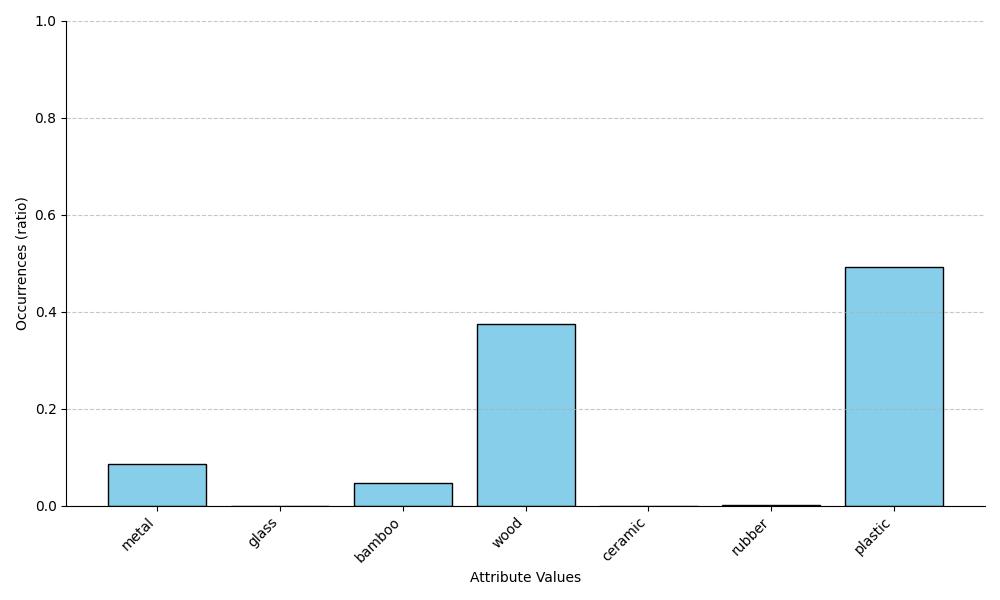 1.0
0.8
0.6
0.4
0.2
0.0
Occurrences (ratio)
metal
glass
bamboo
wood
ceramic
rubber
plastic
Attribute Values